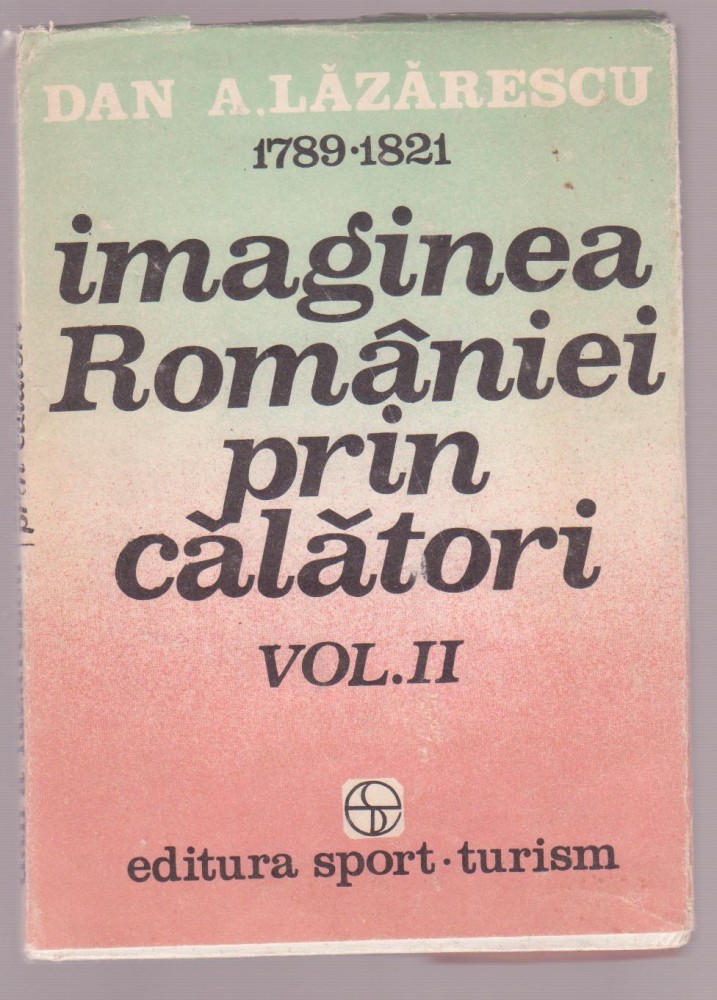 DAN A. LĂZĂRESCU
1789·1821
imaginea
României
prin
călători
VOL.II
editura sport·turism